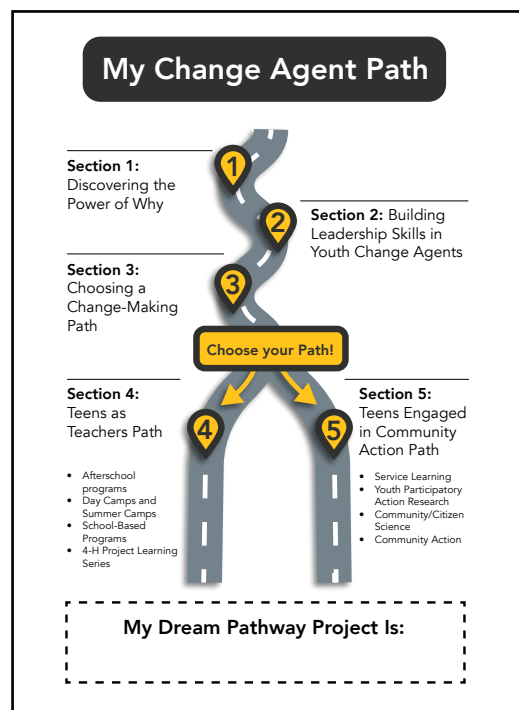 My Change Agent Path
1
Section 1:
Discovering the
Power of Why
2
Section 2: Building
Leadership Skills in
Youth Change Agents
3
Section 3:
Choosing a
Change-Making
Path
Choose your Path!
Section 4:
Teens as
Teachers Path
4
• Afterschool
programs
• Day Camps and
Summer Camps
• School-Based
Programs
• 4-H Project Learning
Series
Section 5:
Teens Engaged
in Community
Action Path
5
• Service Learning
• Youth Participatory
Action Research
• Community/Citizen
Science
• Community Action
My Dream Pathway Project Is: